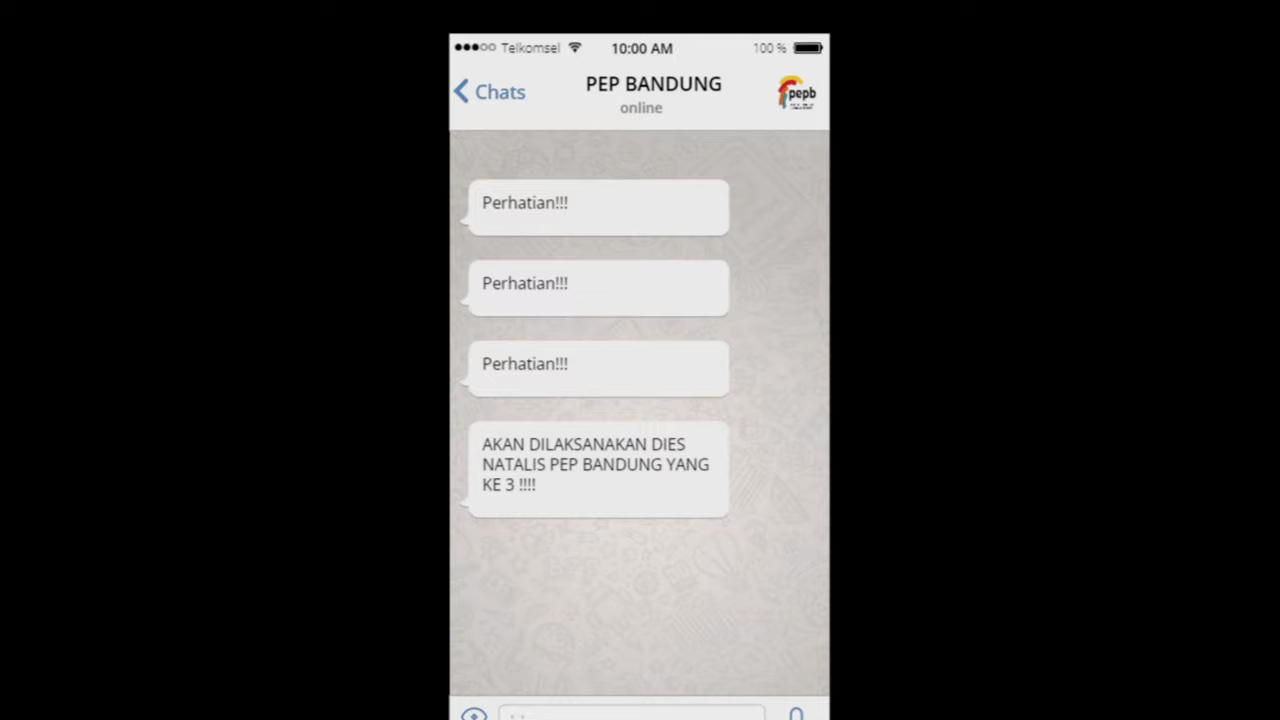 Telkomsel 10:00 AM 100 %
Chats
PEP BANDUNG
online
pepb
Perhatian!!!
Perhatian!!!
Perhatian!!!
AKAN DILAKSANAKAN DIES
NATALIS PEP BANDUNG YANG
KE 3 !!!!